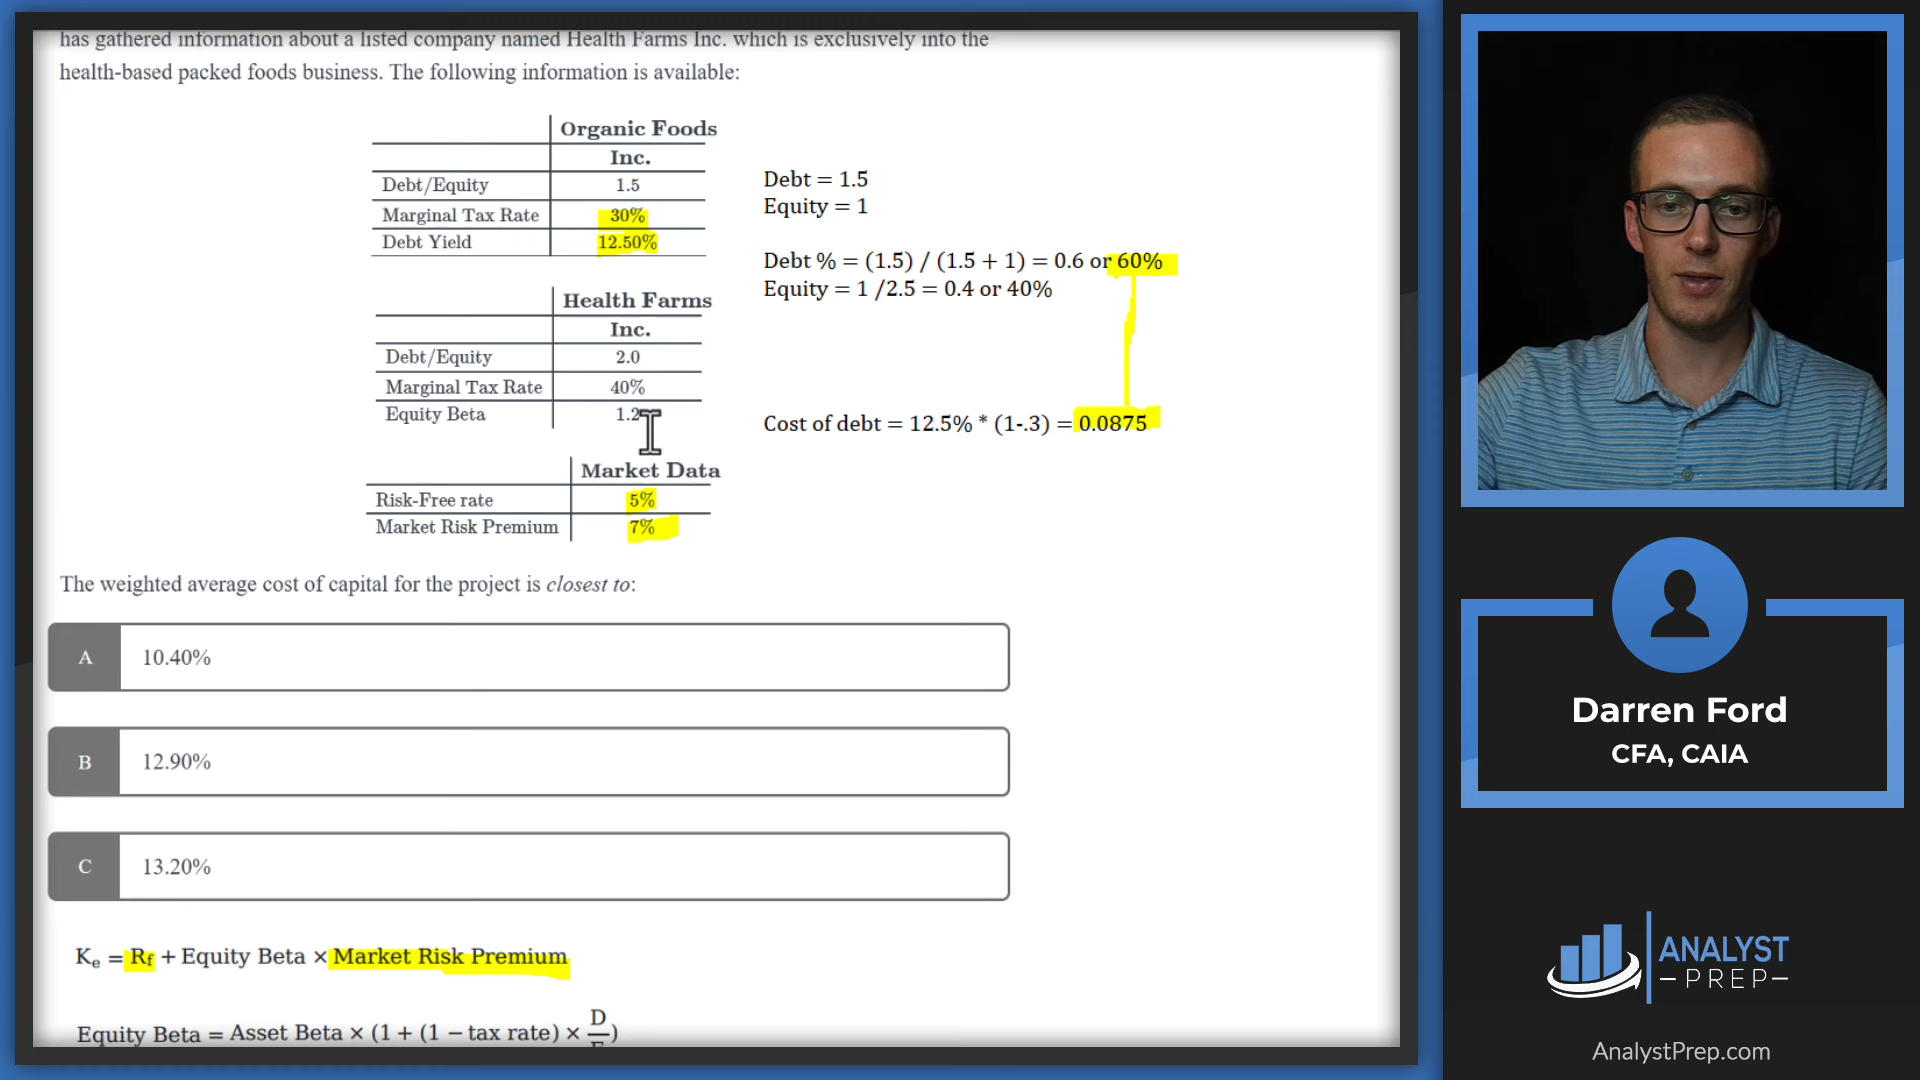 has gathered information about a listed company named Health Farms Inc. which is exclusively into the
health-based packed foods business. The following information is available:
Organic Foods
Inc.
Debt/Equity 1.5
Marginal Tax Rate 30%
Debt Yield 12.50%
Debt = 1.5
Equity = 1
Debt % = (1.5) / (1.5 + 1) = 0.6 or 60%
Equity = 1 /2.5 = 0.4 or 40%
Health Farms
Inc.
Debt/Equity 2.0
Marginal Tax Rate 40%
Equity Beta 1.2
Cost of debt = 12.5% * (1-.3) = 0.0875
Market Data
Risk-Free rate 5%
Market Risk Premium 7%
The weighted average cost of capital for the project is closest to:
A 10.40%
B 12.90%
C 13.20%
Ke = Rf + Equity Beta × Market Risk Premium
Equity Beta = Asset Beta × (1 + (1 − tax rate) × D
)
Darren Ford
CFA, CAIA
ANALYST
PREP
AnalystPrep.com